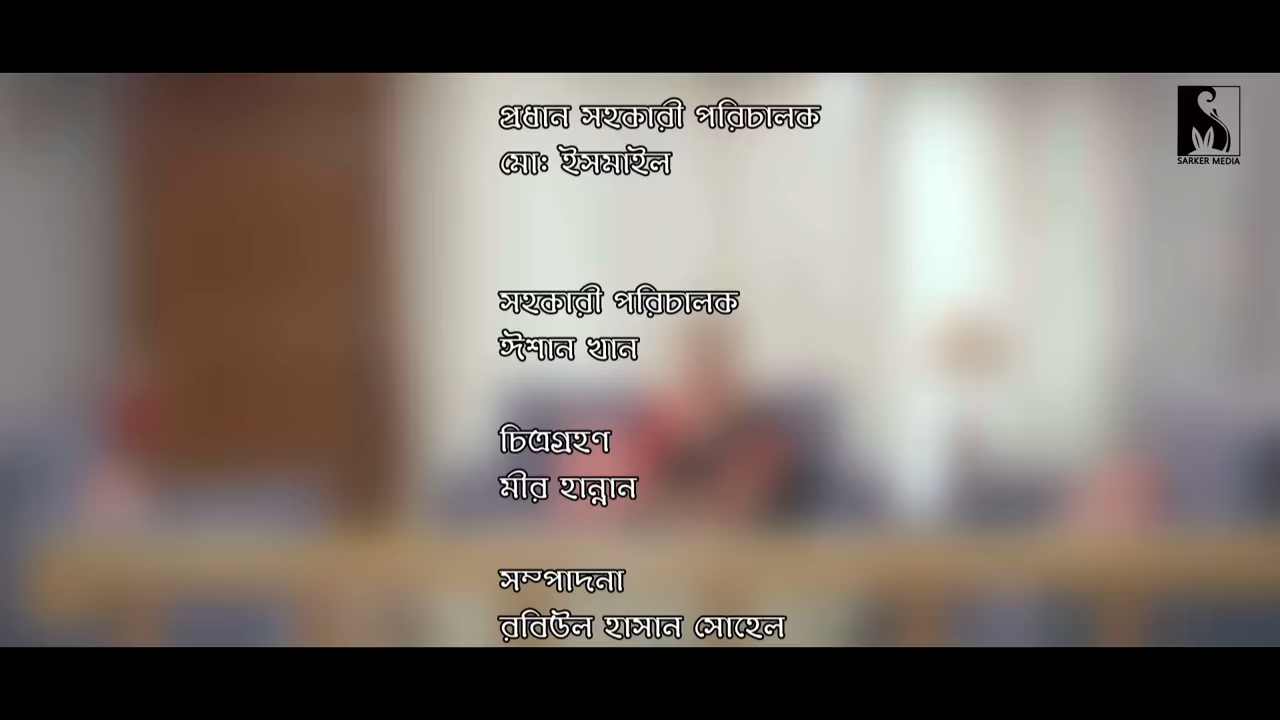 প্রধান সহকারী পরিচালক
মো: ইসমাইল
SARKER MEDIA
সহকারী পরিচালক
ঈশান খান
চিত্রগ্রহণ
মীর হান্নান
সম্পাদনা
রবিউল হাসান সোহেল